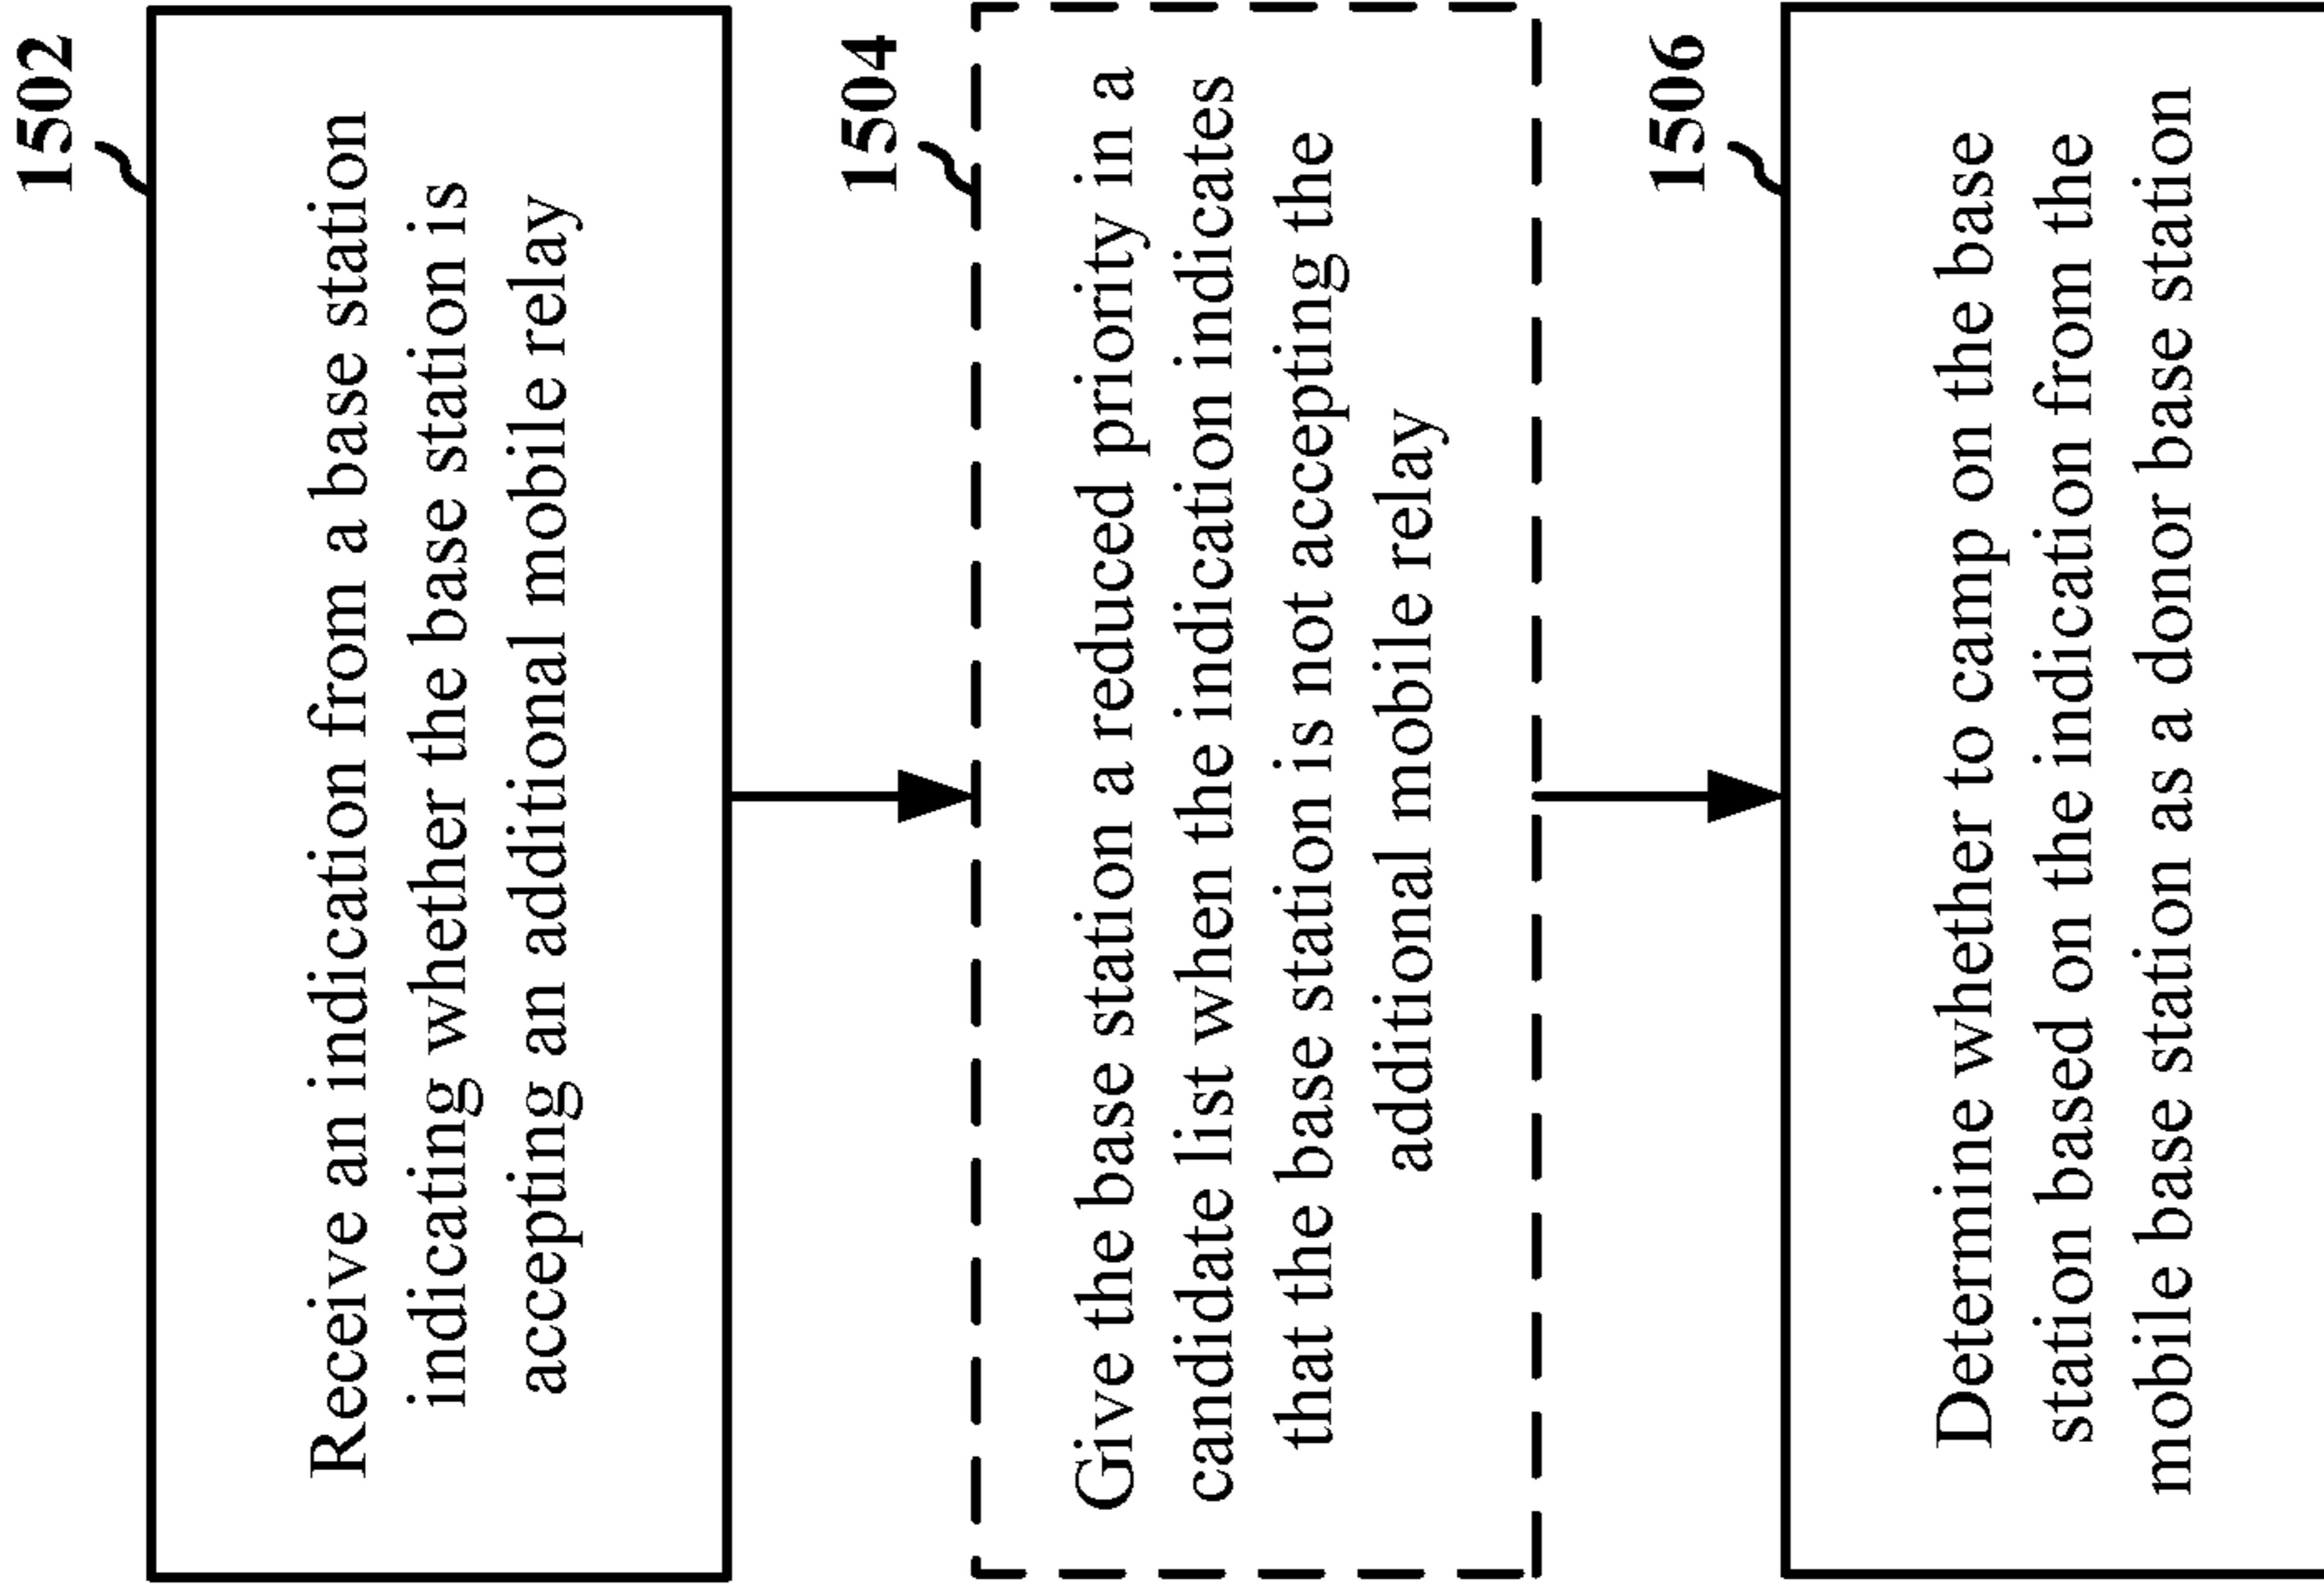 1502
Receive an indication from a base station
indicating whether the base station is
accepting an additional mobile relay
1504
Give the base station a reduced priority in a
candidate list when the indication indicates
that the base station is not accepting the
additional mobile relay
1506
Determine whether to camp on the base
station based on the indication from the
mobile base station as a donor base station